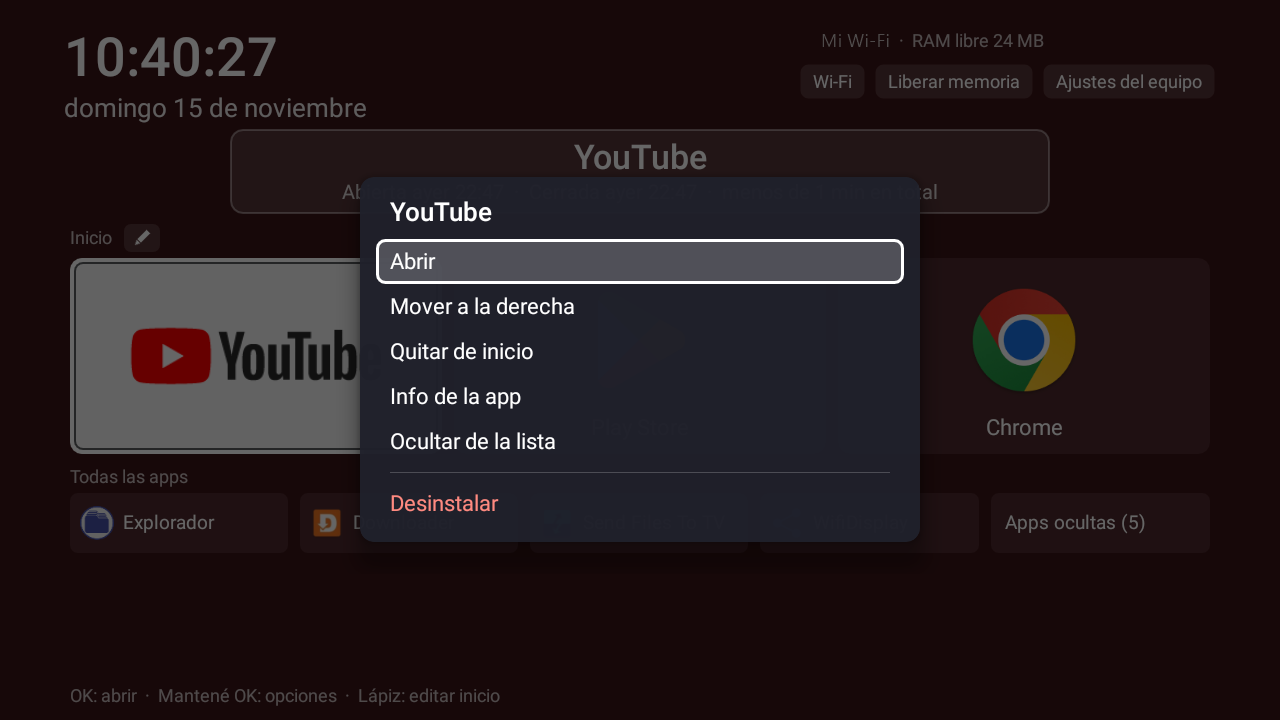 10:40:27
domingo 15 de noviembre
Mi Wi-Fi · RAM libre 24 MB
Wi-Fi
Liberar memoria
Ajustes del equipo
YouTube
YouTube
Abrir
Mover a la derecha
Quitar de inicio
Info de la app
Ocultar de la lista
Desinstalar
Inicio
YouTube
Chrome
Todas las apps
Explorador
Apps ocultas (5)
OK: abrir · Mantené OK: opciones · Lápiz: editar inicio